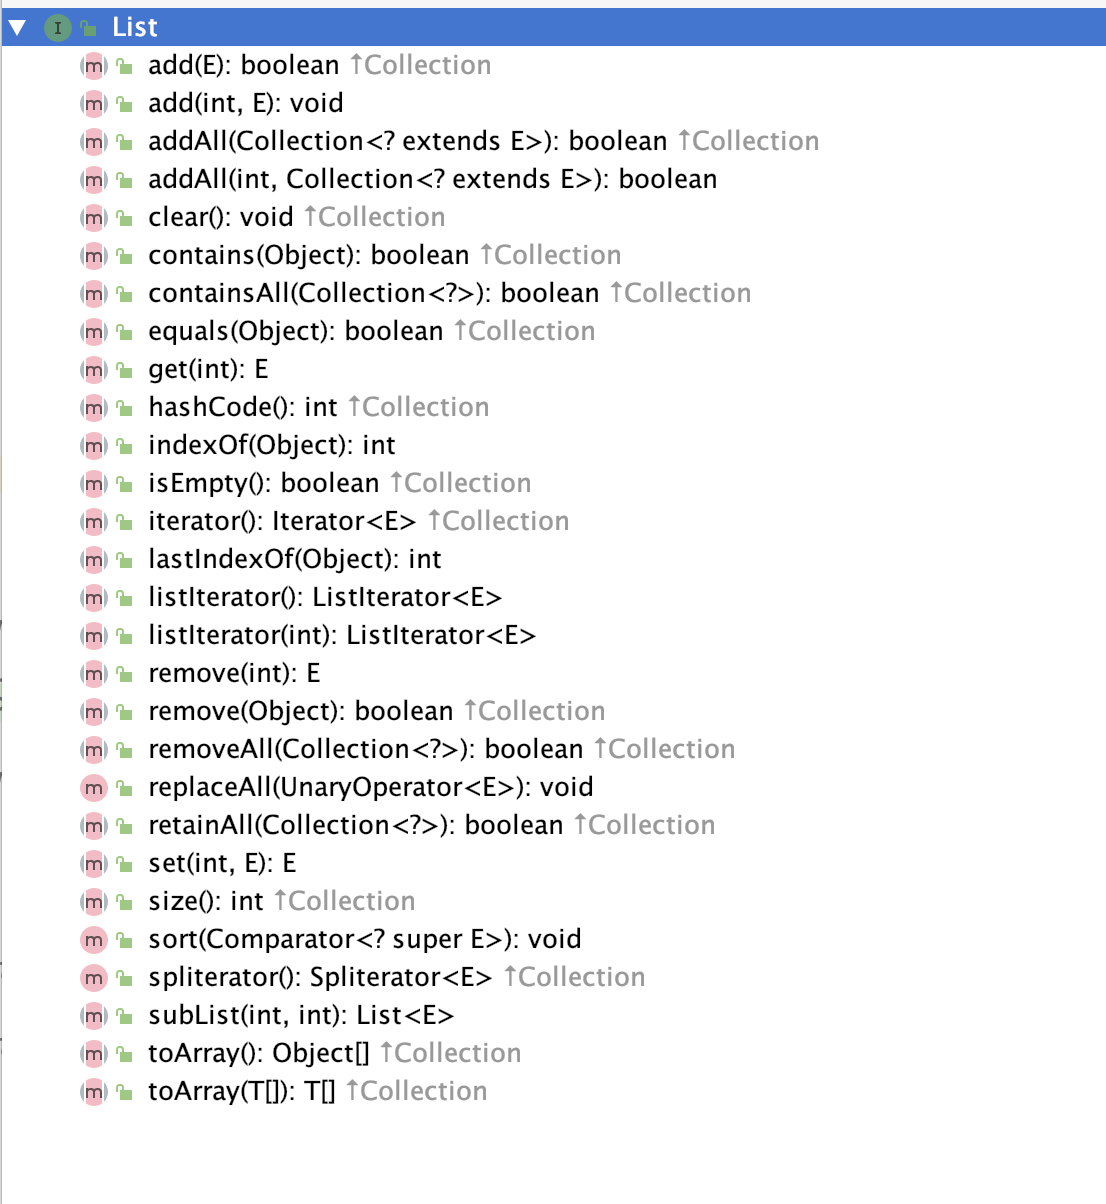 List
add(E): boolean ↑Collection
add(int, E): void
addAll(Collection<? extends E>): boolean ↑Collection
addAll(int, Collection<? extends E>): boolean
clear(): void ↑Collection
contains(Object): boolean ↑Collection
containsAll(Collection<?>): boolean ↑Collection
equals(Object): boolean ↑Collection
get(int): E
hashCode(): int ↑Collection
indexOf(Object): int
isEmpty(): boolean ↑Collection
iterator(): Iterator<E> ↑Collection
lastIndexOf(Object): int
listIterator(): ListIterator<E>
listIterator(int): ListIterator<E>
remove(int): E
remove(Object): boolean ↑Collection
removeAll(Collection<?>): boolean ↑Collection
replaceAll(UnaryOperator<E>): void
retainAll(Collection<?>): boolean ↑Collection
set(int, E): E
size(): int ↑Collection
sort(Comparator<? super E>): void
spliterator(): Spliterator<E> ↑Collection
subList(int, int): List<E>
toArray(): Object[] ↑Collection
toArray(T[]): T[] ↑Collection